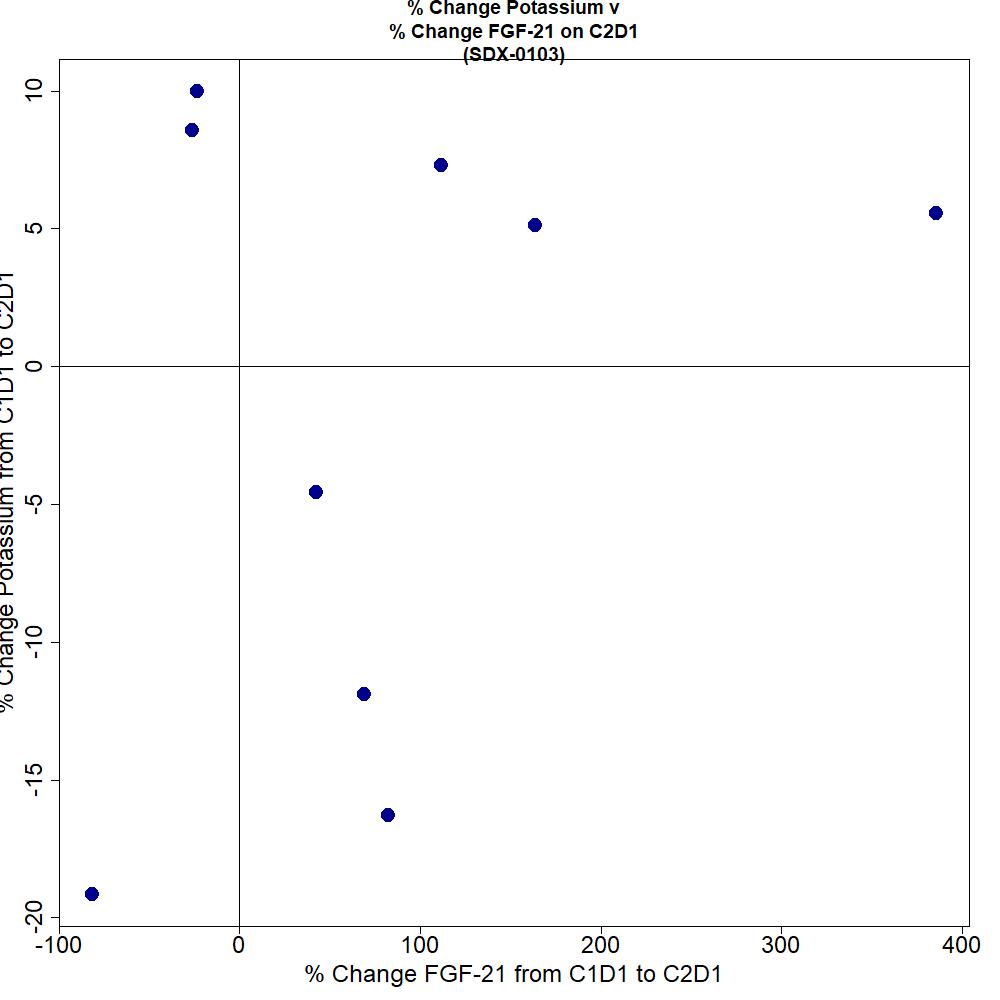 % Change Potassium v
% Change FGF-21 on C2D1
(SDX-0103)
% Change Potassium from C1D1 to C2D1
10
5
0
-5
-10
-15
-20
-100 0 100 200 300 400
% Change FGF-21 from C1D1 to C2D1